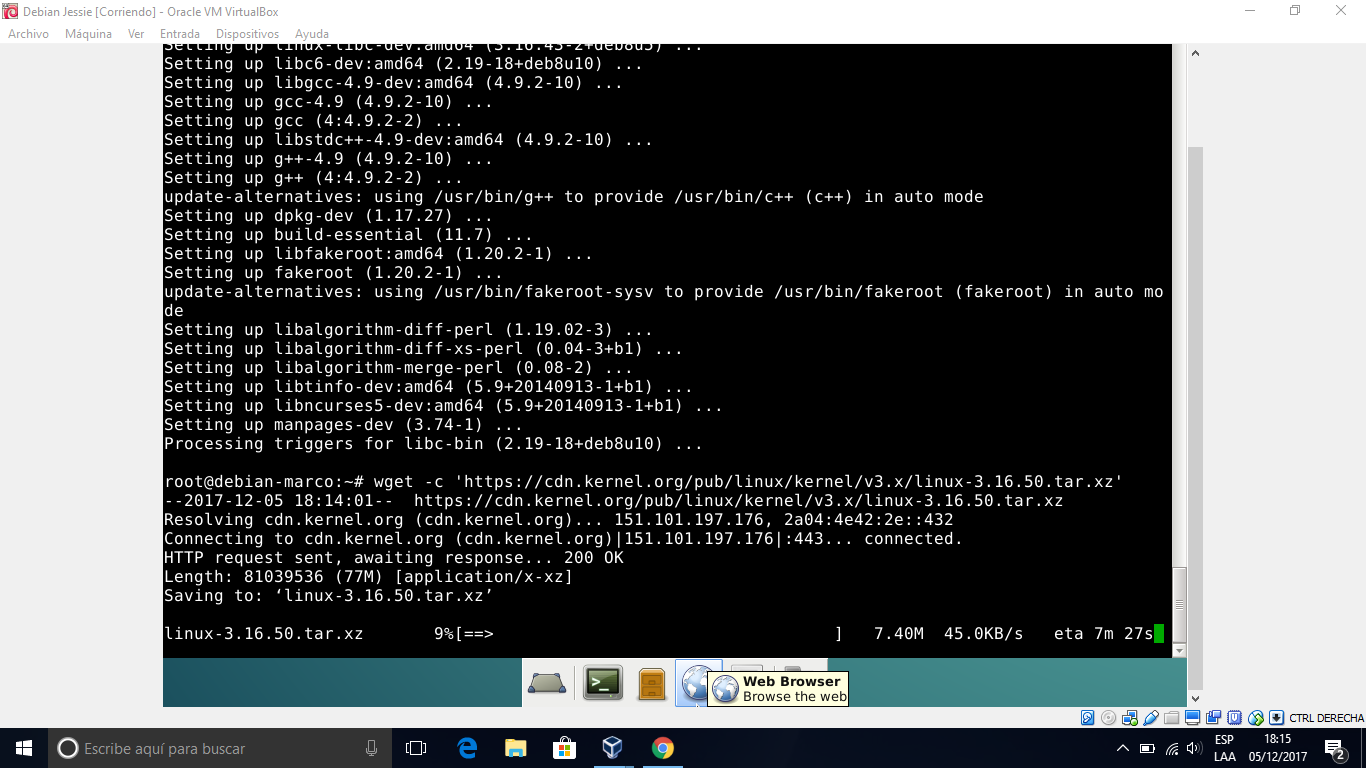 Debian Jessie [Corriendo] - Oracle VM VirtualBox
Archivo Máquina Ver Entrada Dispositivos Ayuda
Setting up linux-libc-dev:amd64 (3.16.43-2+deb8u5) ...
Setting up libc6-dev:amd64 (2.19-18+deb8u10) ...
Setting up libgcc-4.9-dev:amd64 (4.9.2-10) ...
Setting up gcc-4.9 (4.9.2-10) ...
Setting up gcc (4:4.9.2-2) ...
Setting up libstdc++-4.9-dev:amd64 (4.9.2-10) ...
Setting up g++-4.9 (4.9.2-10) ...
Setting up g++ (4:4.9.2-2) ...
update-alternatives: using /usr/bin/g++ to provide /usr/bin/c++ (c++) in auto mode
Setting up dpkg-dev (1.17.27) ...
Setting up build-essential (11.7) ...
Setting up libfakeroot:amd64 (1.20.2-1) ...
Setting up fakeroot (1.20.2-1) ...
update-alternatives: using /usr/bin/fakeroot-sysv to provide /usr/bin/fakeroot (fakeroot) in auto mo
de
Setting up libalgorithm-diff-perl (1.19.02-3) ...
Setting up libalgorithm-diff-xs-perl (0.04-3+b1) ...
Setting up libalgorithm-merge-perl (0.08-2) ...
Setting up libtinfo-dev:amd64 (5.9+20140913-1+b1) ...
Setting up libncurses5-dev:amd64 (5.9+20140913-1+b1) ...
Setting up manpages-dev (3.74-1) ...
Processing triggers for libc-bin (2.19-18+deb8u10) ...
root@debian-marco:~# wget -c 'https://cdn.kernel.org/pub/linux/kernel/v3.x/linux-3.16.50.tar.xz'
--2017-12-05 18:14:01--  https://cdn.kernel.org/pub/linux/kernel/v3.x/linux-3.16.50.tar.xz
Resolving cdn.kernel.org (cdn.kernel.org)... 151.101.197.176, 2a04:4e42:2e::432
Connecting to cdn.kernel.org (cdn.kernel.org)|151.101.197.176|:443... connected.
HTTP request sent, awaiting response... 200 OK
Length: 81039536 (77M) [application/x-xz]
Saving to: ‘linux-3.16.50.tar.xz’
linux-3.16.50.tar.xz 9%[==> ] 7.40M 45.0KB/s eta 7m 27s
Web Browser
Browse the web
CTRL DERECHA
Escribe aquí para buscar
ESP
LAA
18:15
05/12/2017
2